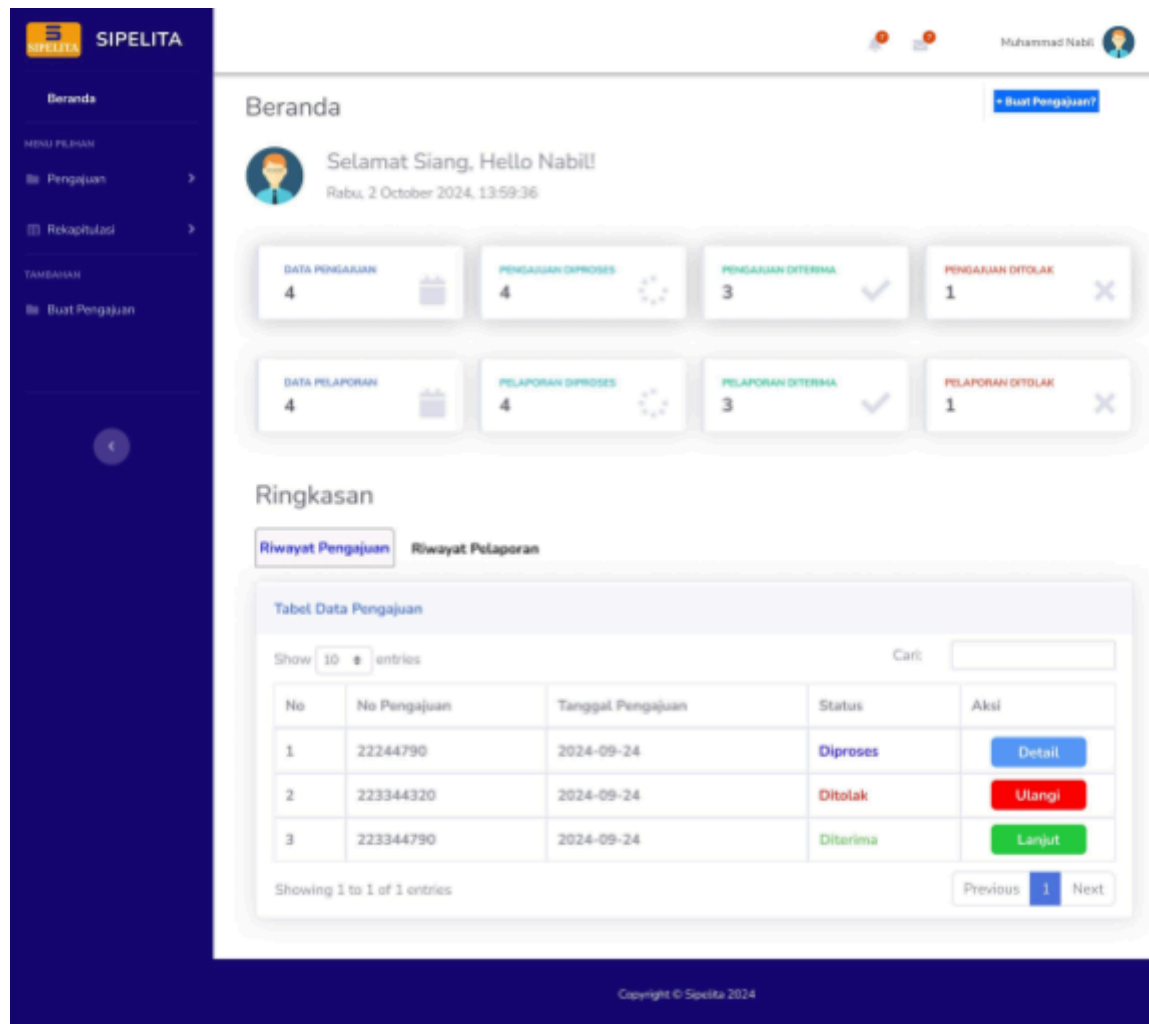 SIPELITA
SIPELITA
Muhammad Nabil
Beranda
MENU PILIHAN
Pengajuan
Rekapitulasi
TAMBAHAN
Buat Pengajuan
Beranda
+ Buat Pengajuan?
Selamat Siang, Hello Nabil!
Rabu, 2 October 2024, 13:59:36
DATA PENGAJUAN
4
PENGAJUAN DIPROSES
4
PENGAJUAN DITERIMA
3
PENGAJUAN DITOLAK
1
DATA PELAPORAN
4
PELAPORAN DIPROSES
4
PELAPORAN DITERIMA
3
PELAPORAN DITOLAK
1
Ringkasan
Riwayat Pengajuan Riwayat Pelaporan
Tabel Data Pengajuan
Show 10 entries Cari:
No No Pengajuan Tanggal Pengajuan Status Aksi
1 22244790 2024-09-24 Diproses Detail
2 223344320 2024-09-24 Ditolak Ulangi
3 223344790 2024-09-24 Diterima Lanjut
Showing 1 to 1 of 1 entries Previous 1 Next
Copyright © Sipelita 2024